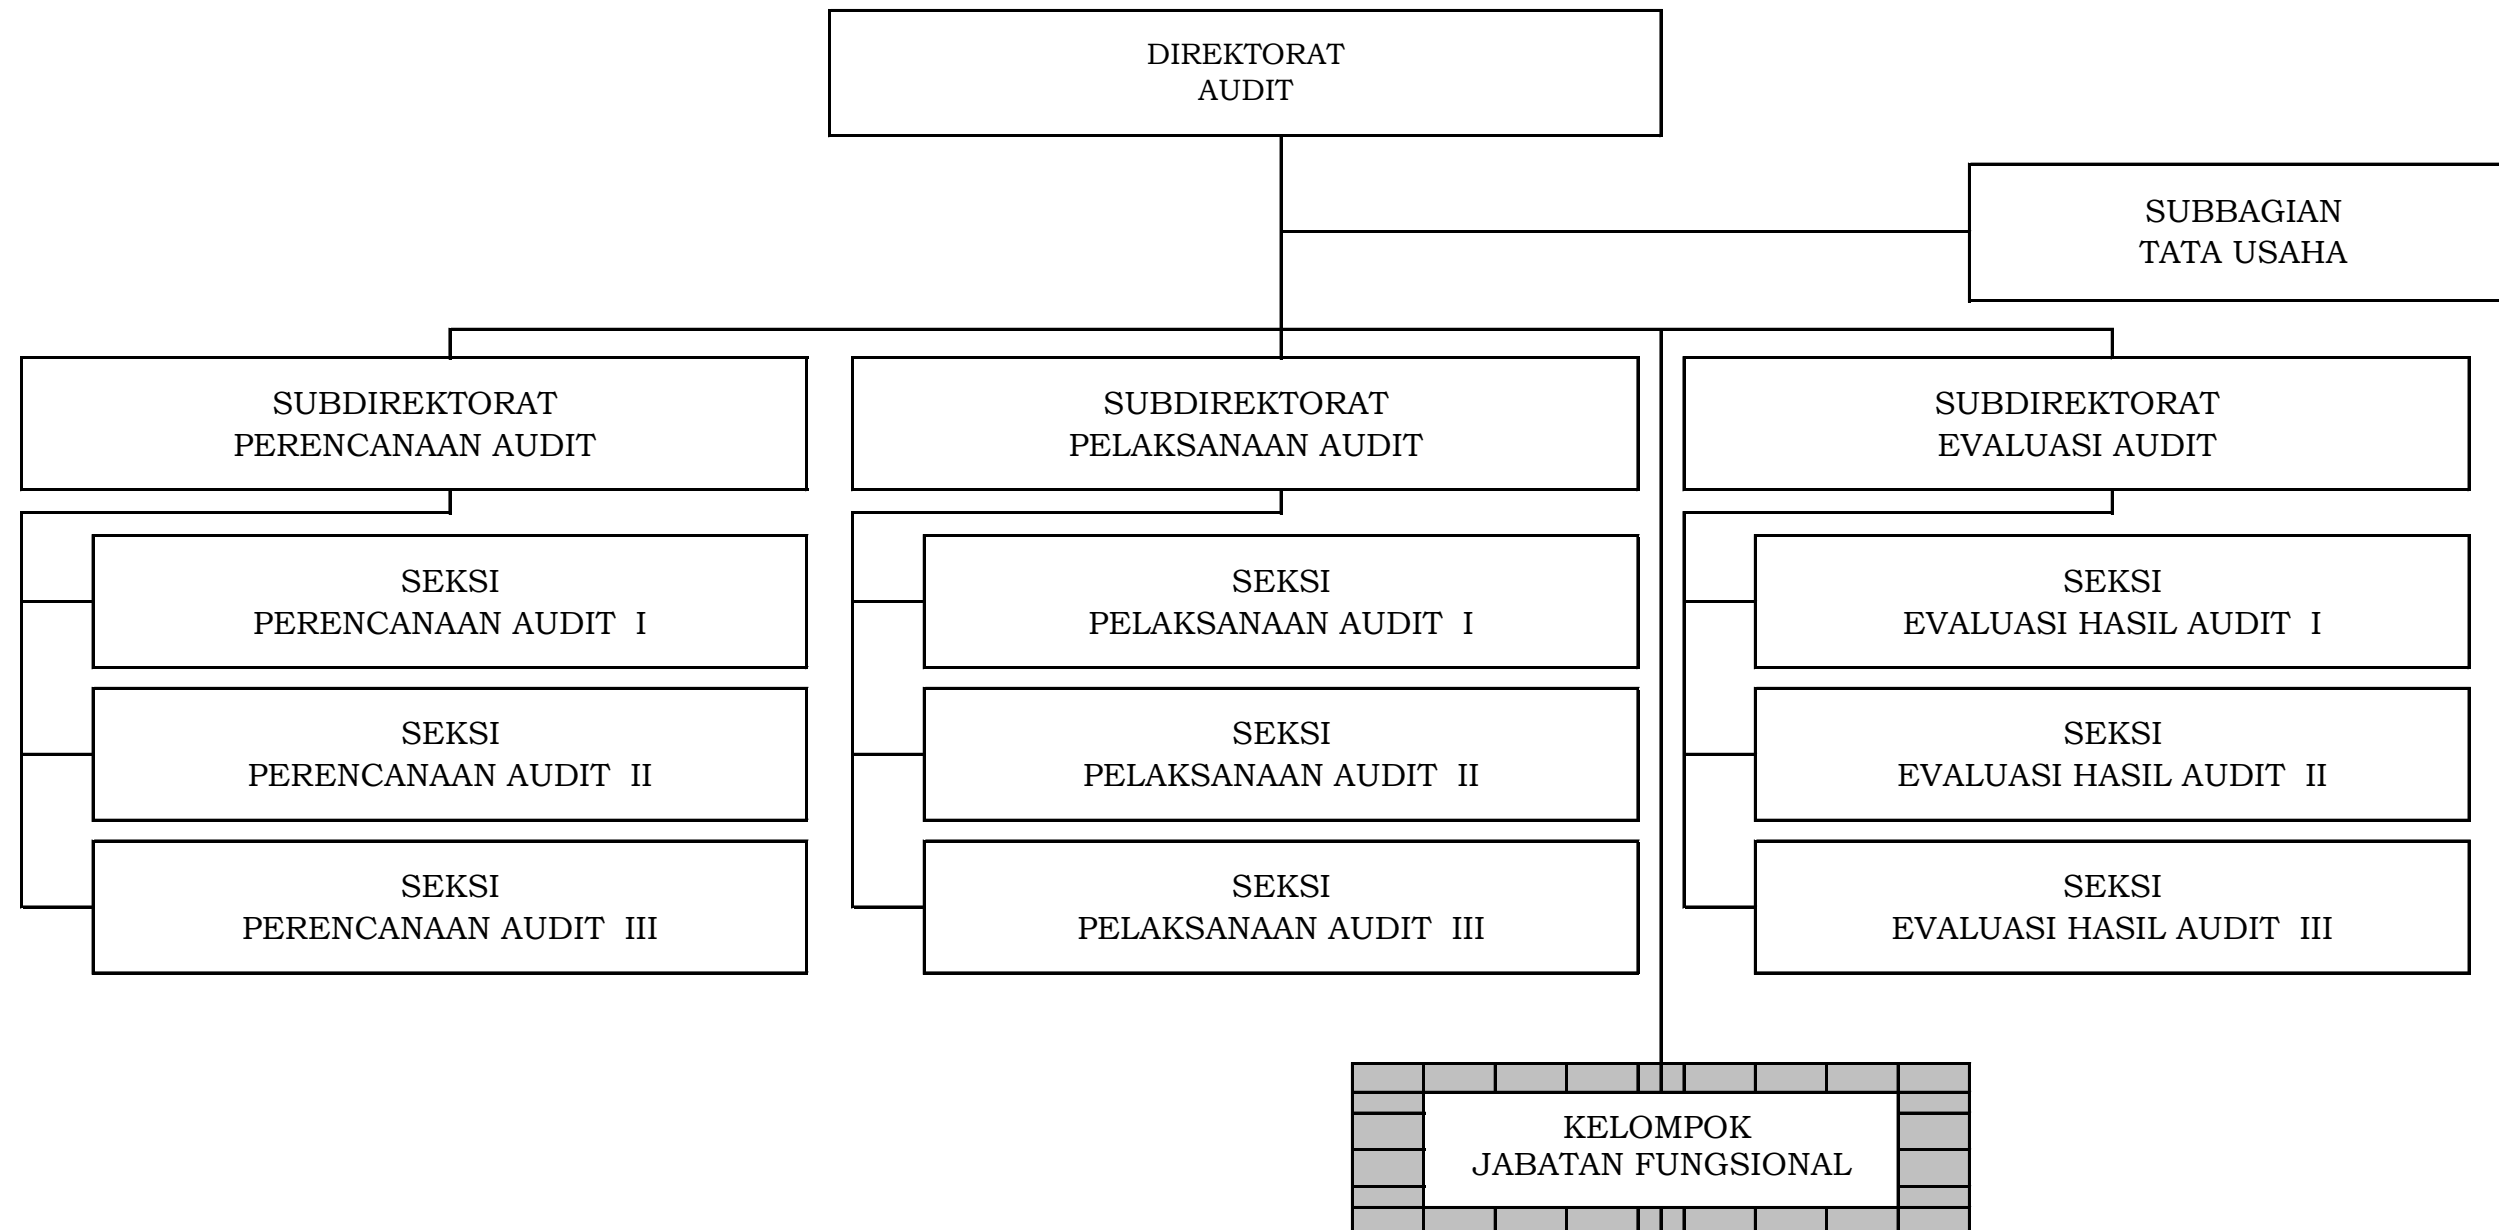 DIREKTORAT
AUDIT
SUBBAGIAN
TATA USAHA
SUBDIREKTORAT
PERENCANAAN AUDIT
SUBDIREKTORAT
PELAKSANAAN AUDIT
SUBDIREKTORAT
EVALUASI AUDIT
SEKSI
PERENCANAAN AUDIT  I
SEKSI
PELAKSANAAN AUDIT  I
SEKSI
EVALUASI HASIL AUDIT  I
SEKSI
PERENCANAAN AUDIT  II
SEKSI
PELAKSANAAN AUDIT  II
SEKSI
EVALUASI HASIL AUDIT  II
SEKSI
PERENCANAAN AUDIT  III
SEKSI
PELAKSANAAN AUDIT  III
SEKSI
EVALUASI HASIL AUDIT  III
KELOMPOK
JABATAN FUNGSIONAL